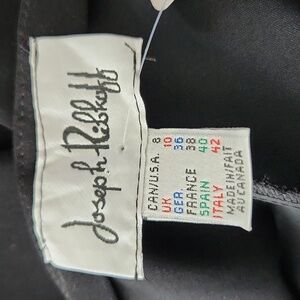 Joseph Ribkoff
CAN/U.S.A. 8
UK 10
GER. 36
FRANCE 38
SPAIN 40
ITALY 42
MADE IN/FAIT
AU CANADA